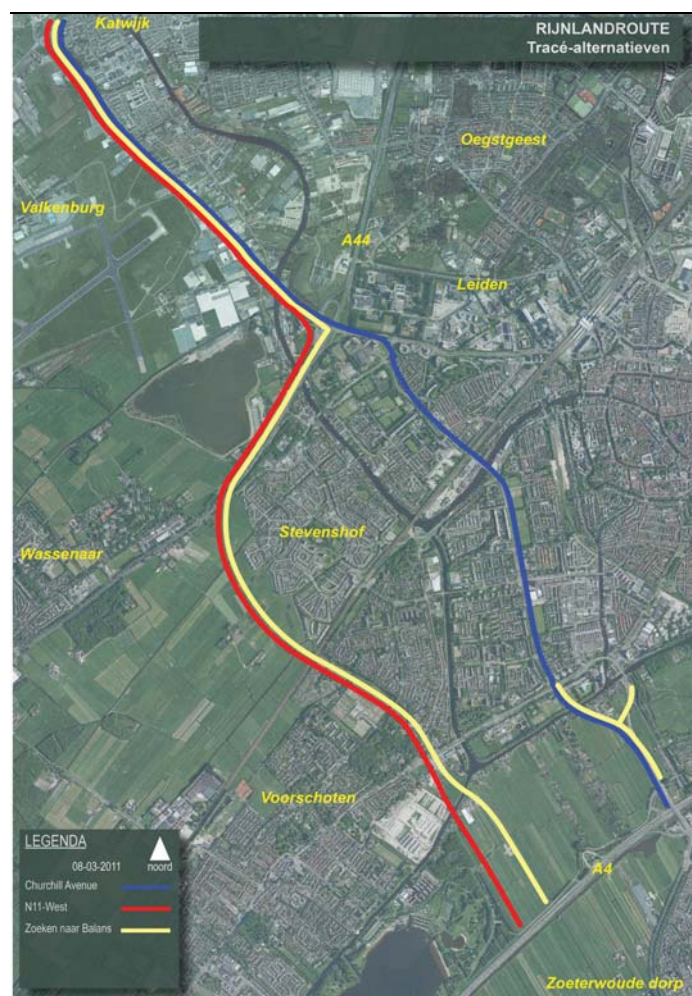 RIJNLANDROUTE
Tracé-alternatieven
Katwijk
Oegstgeest
Valkenburg
A44
Leiden
Stevenshof
Wassenaar
Voorschoten
A4
Zoeterwoude dorp
LEGENDA
08-03-2011
noord
Churchill Avenue
N11-West
Zoeken naar Balans